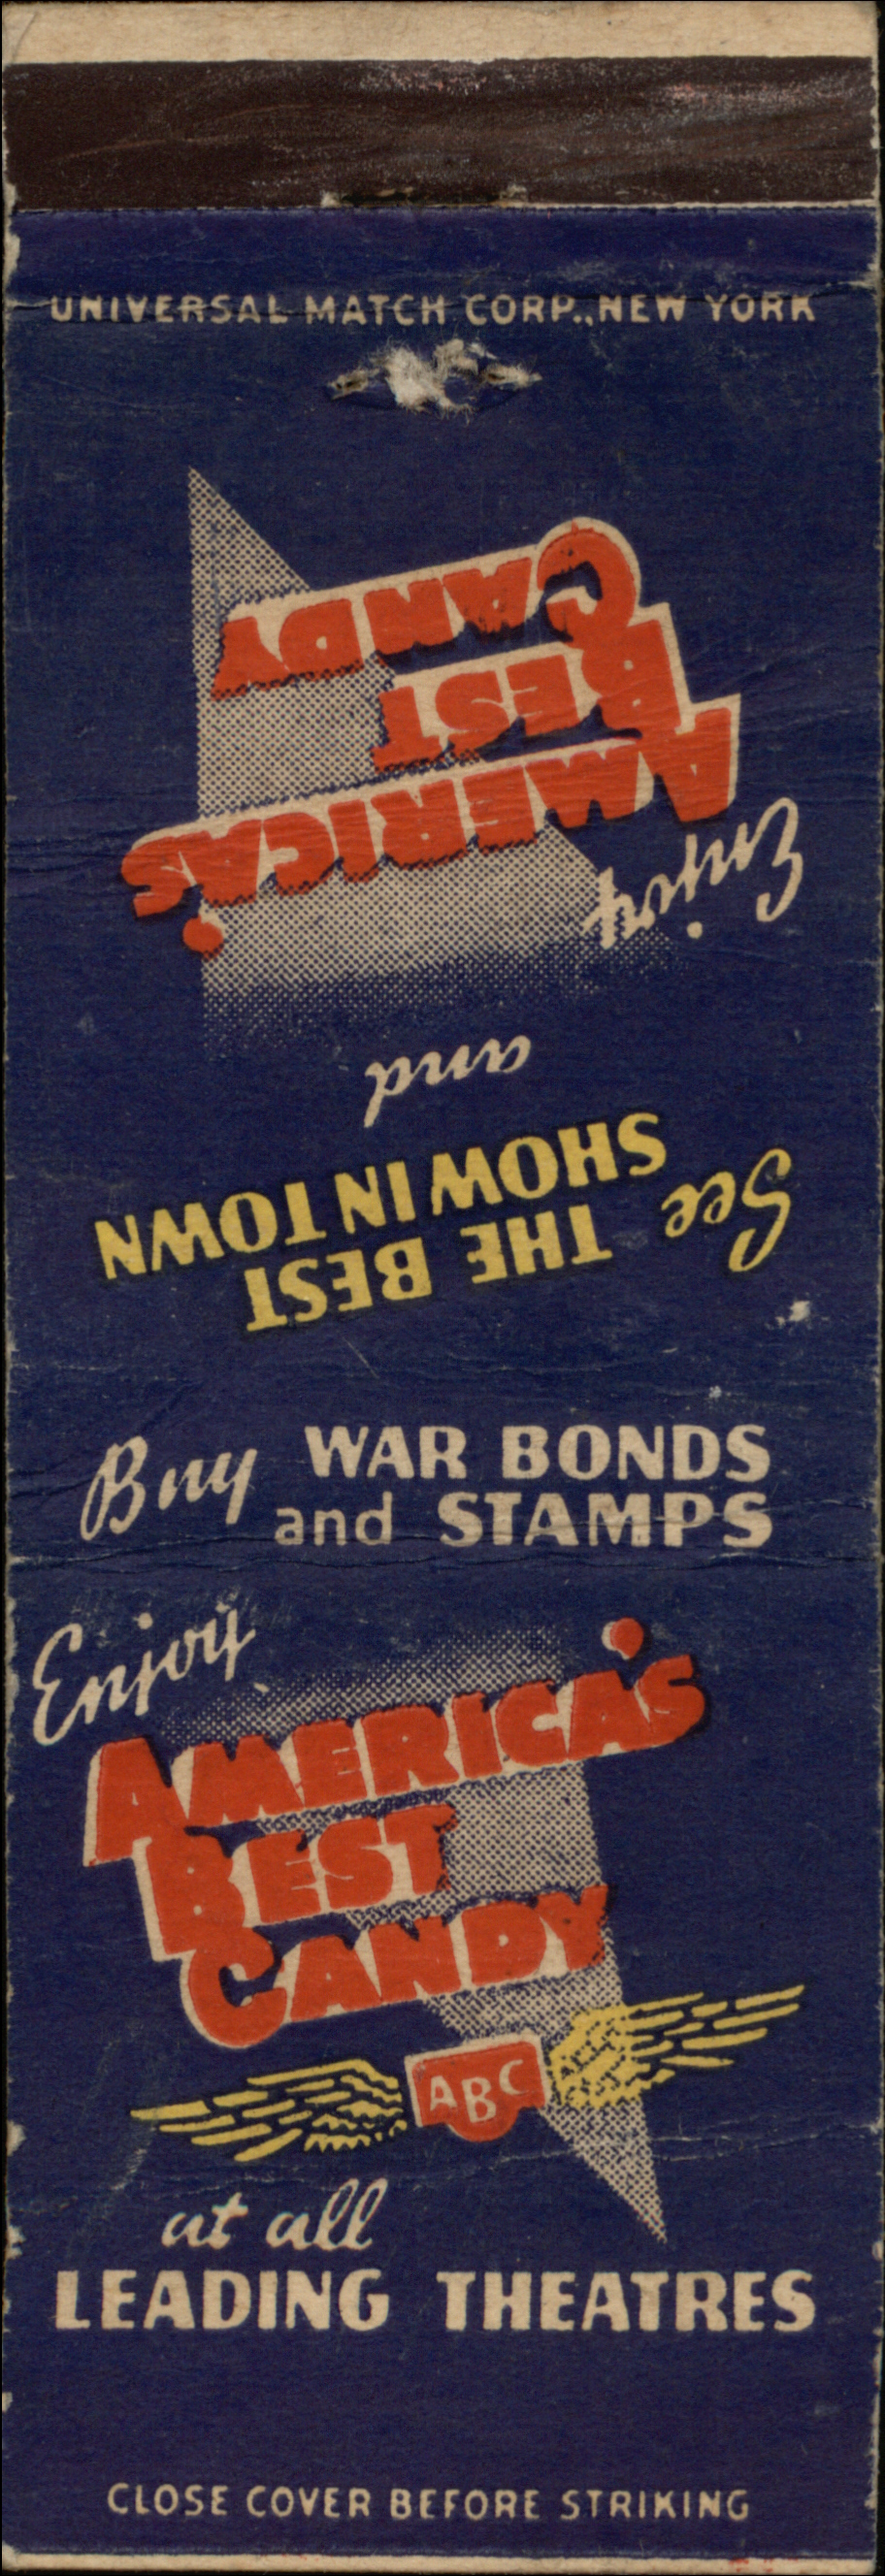 UNIVERSAL MATCH CORP., NEW YORK
See THE BEST
SHOW IN TOWN
and
Enjoy
AMERICA'S
BEST
CANDY
Buy WAR BONDS
and STAMPS
Enjoy
AMERICA'S
BEST
CANDY
ABC
at all
LEADING THEATRES
CLOSE COVER BEFORE STRIKING